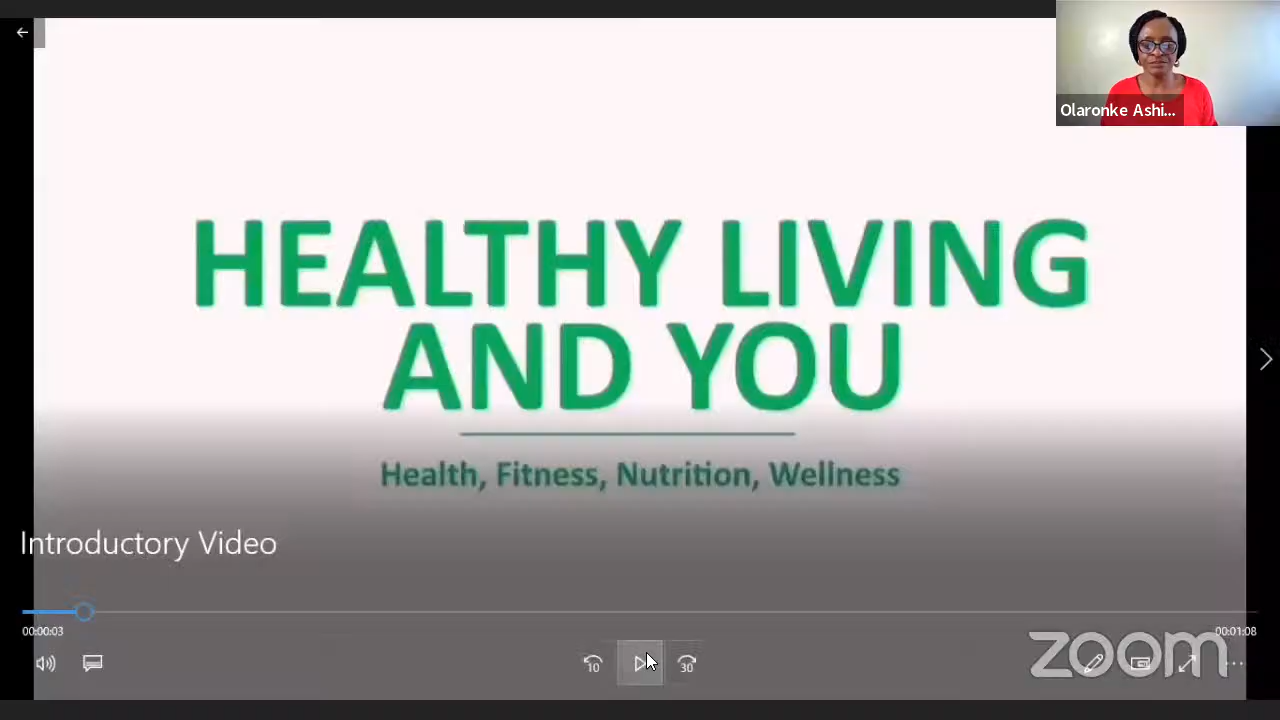 Olaronke Ashi...
HEALTHY LIVING
AND YOU
Health, Fitness, Nutrition, Wellness
Introductory Video
00:00:03
00:01:08
10
30
zoom